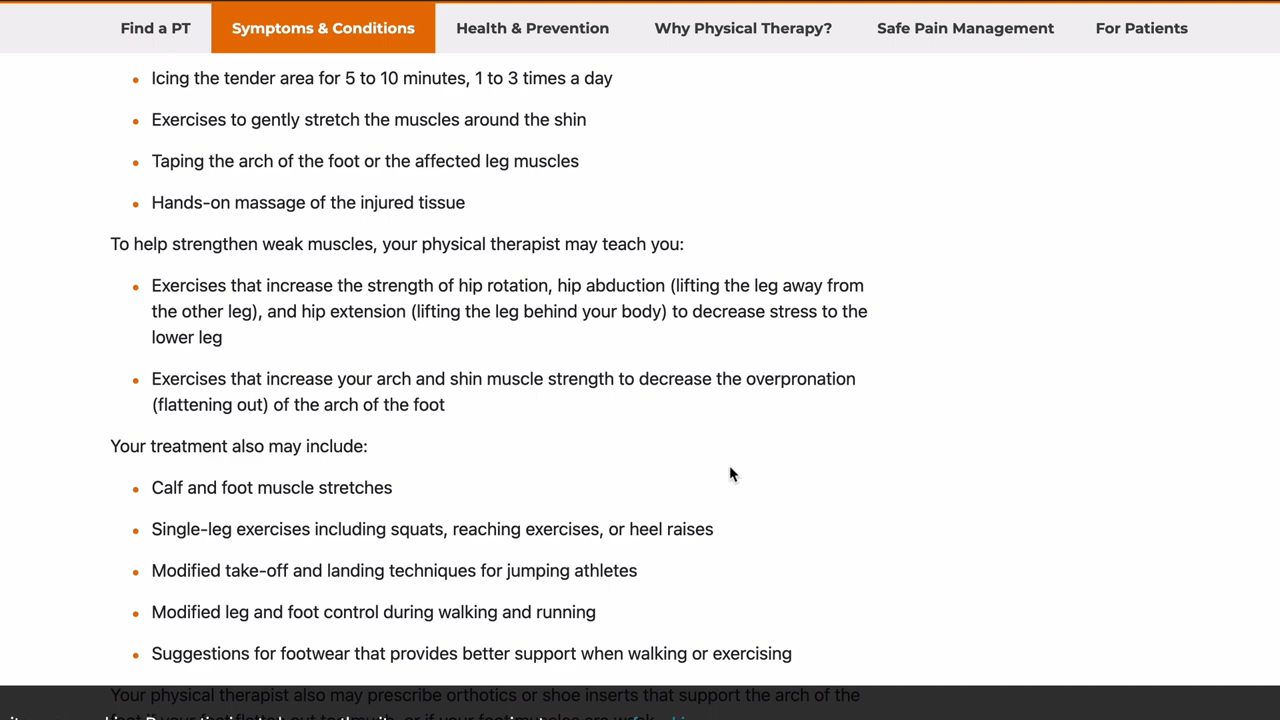 Find a PT
Symptoms & Conditions
Health & Prevention
Why Physical Therapy?
Safe Pain Management
For Patients
Icing the tender area for 5 to 10 minutes, 1 to 3 times a day
Exercises to gently stretch the muscles around the shin
Taping the arch of the foot or the affected leg muscles
Hands-on massage of the injured tissue
To help strengthen weak muscles, your physical therapist may teach you:
Exercises that increase the strength of hip rotation, hip abduction (lifting the leg away from
the other leg), and hip extension (lifting the leg behind your body) to decrease stress to the
lower leg
Exercises that increase your arch and shin muscle strength to decrease the overpronation
(flattening out) of the arch of the foot
Your treatment also may include:
Calf and foot muscle stretches
Single-leg exercises including squats, reaching exercises, or heel raises
Modified take-off and landing techniques for jumping athletes
Modified leg and foot control during walking and running
Suggestions for footwear that provides better support when walking or exercising
Your physical therapist also may prescribe orthotics or shoe inserts that support the arch of the